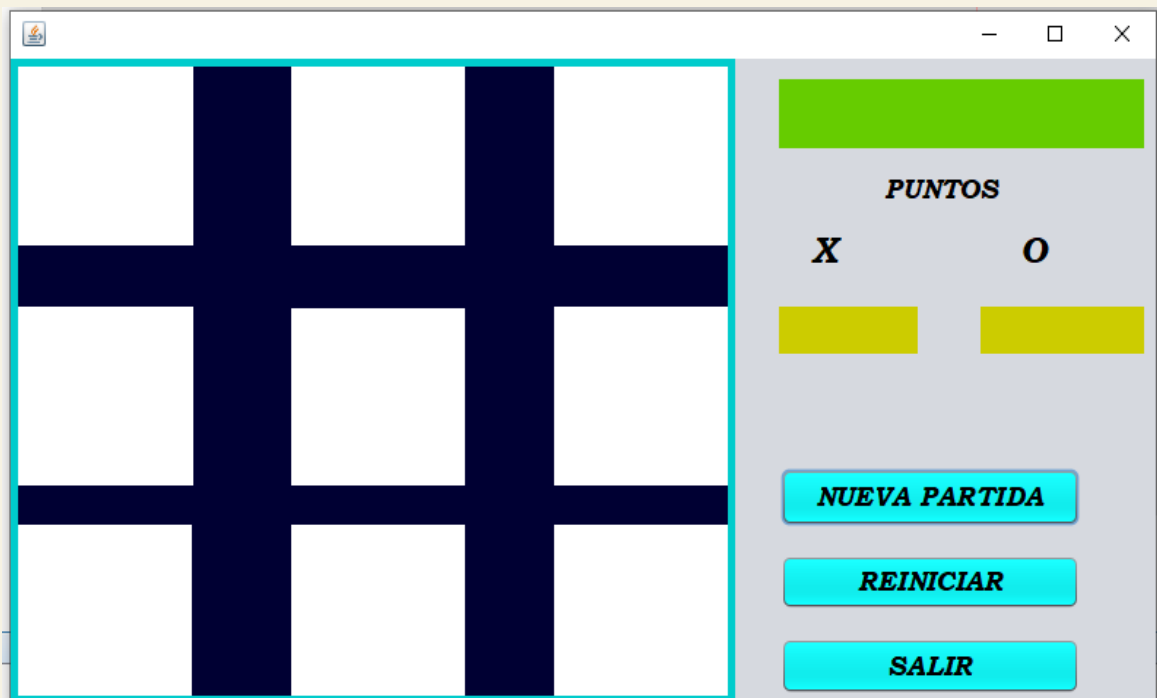 PUNTOS
X O
NUEVA PARTIDA
REINICIAR
SALIR